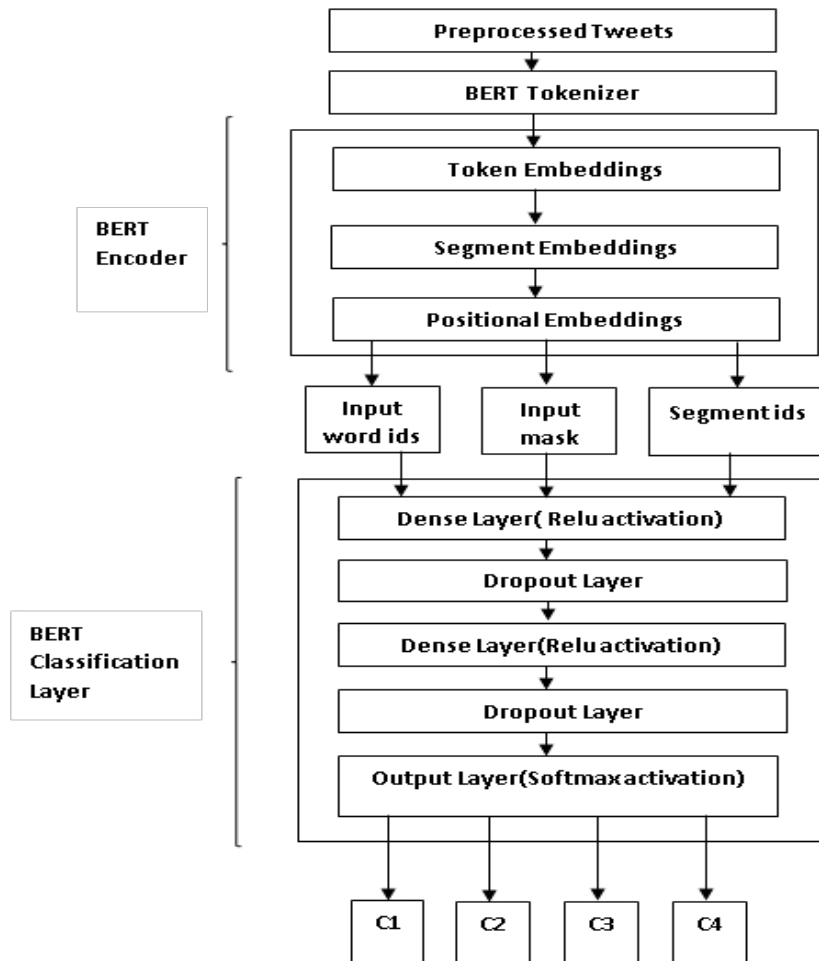 Preprocessed Tweets
BERT Tokenizer
BERT
Encoder
Token Embeddings
Segment Embeddings
Positional Embeddings
Input
word ids
Input
mask
Segment ids
BERT
Classification
Layer
Dense Layer( Relu activation)
Dropout Layer
Dense Layer(Relu activation)
Dropout Layer
Output Layer(Softmax activation)
C1
C2
C3
C4